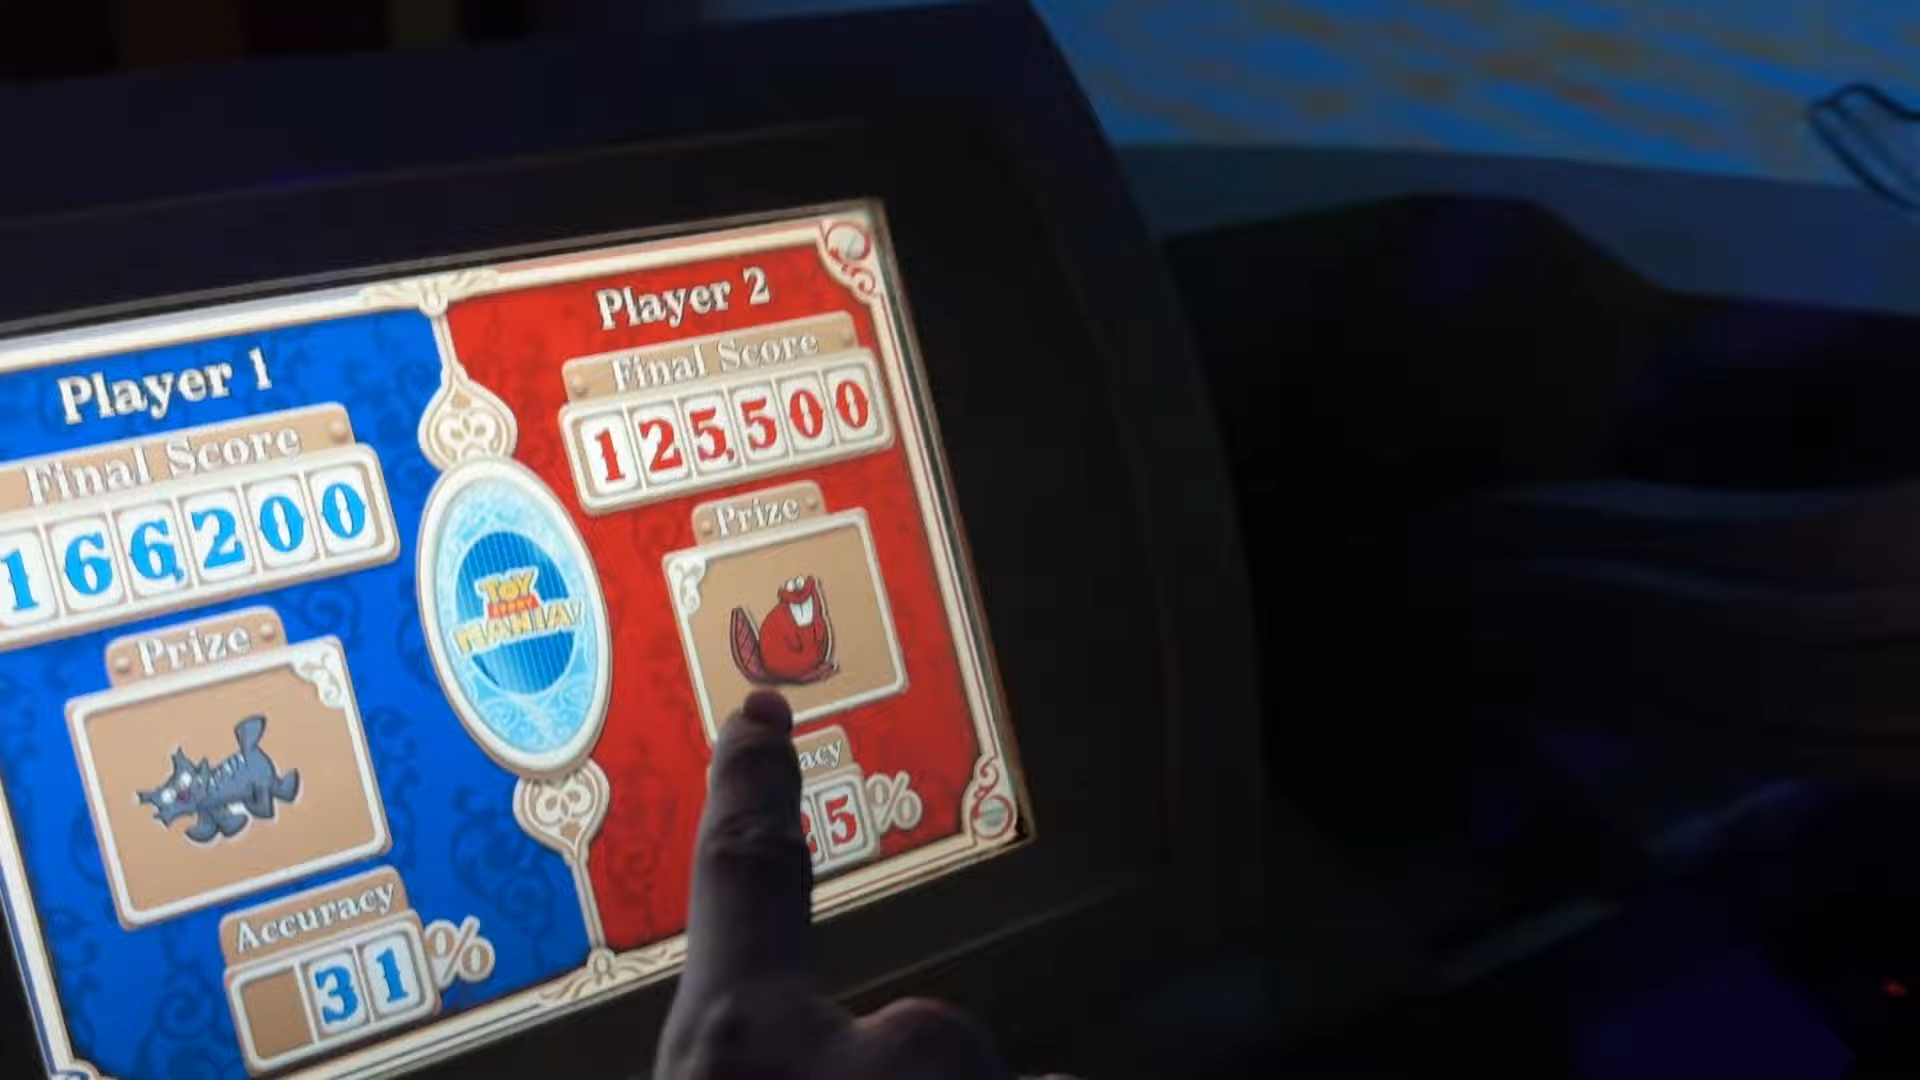 Player 1
Final Score
166,200
Prize
Accuracy
31%
TOY
STORY
MANIA!
Player 2
Final Score
125,500
Prize
25%